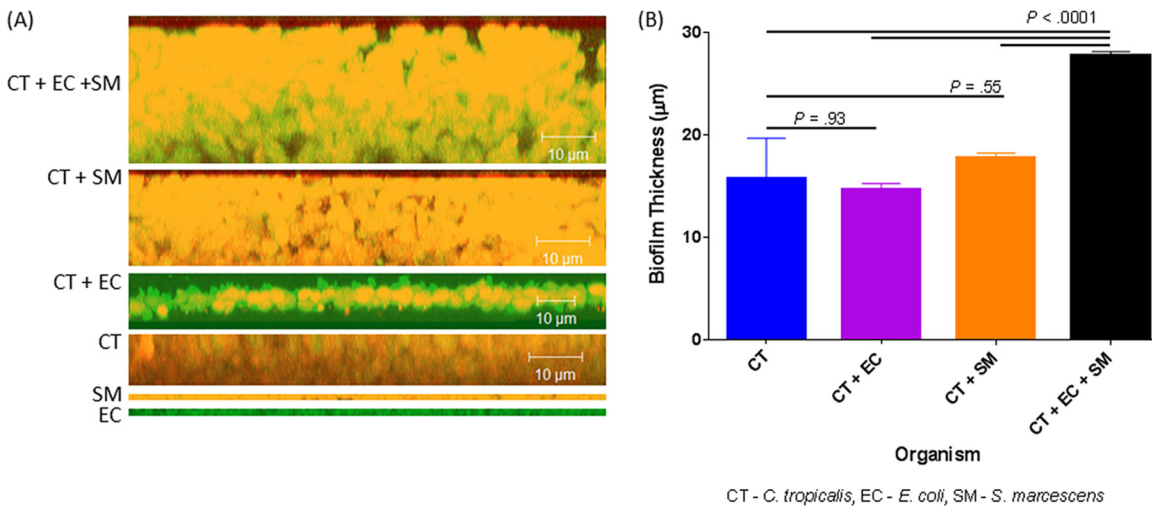 (A)
CT + EC +SM
10 µm
CT + SM
10 µm
CT + EC
10 µm
CT
10 µm
SM
EC
(B)
P < .0001
P = .55
P = .93
Biofilm Thickness (µm)
30
20
10
0
CT
CT + EC
CT + SM
CT + EC + SM
Organism
CT - C. tropicalis, EC - E. coli, SM - S. marcescens